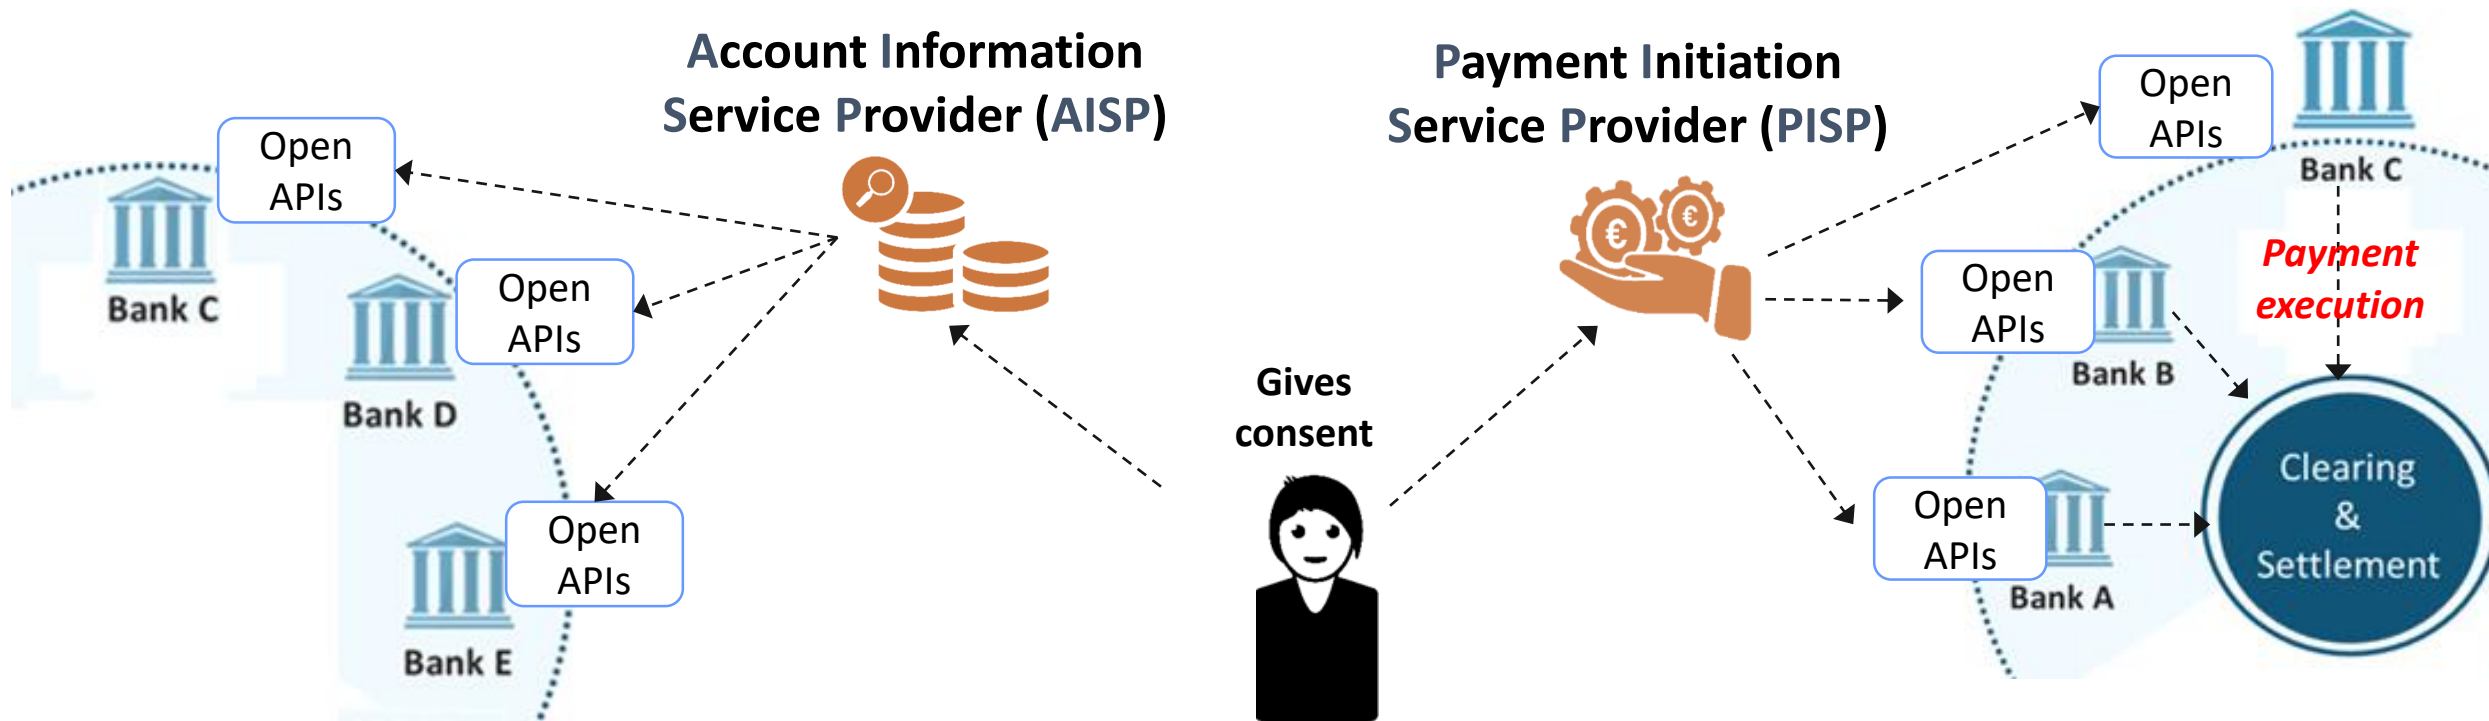 Account Information
Service Provider (AISP)
Open
APIs
Bank C
Open
APIs
Bank D
Open
APIs
Bank E
Gives
consent
Payment Initiation
Service Provider (PISP)
Open
APIs
Bank C
Payment
execution
Open
APIs
Bank B
Open
APIs
Bank A
Clearing
&
Settlement
€
€